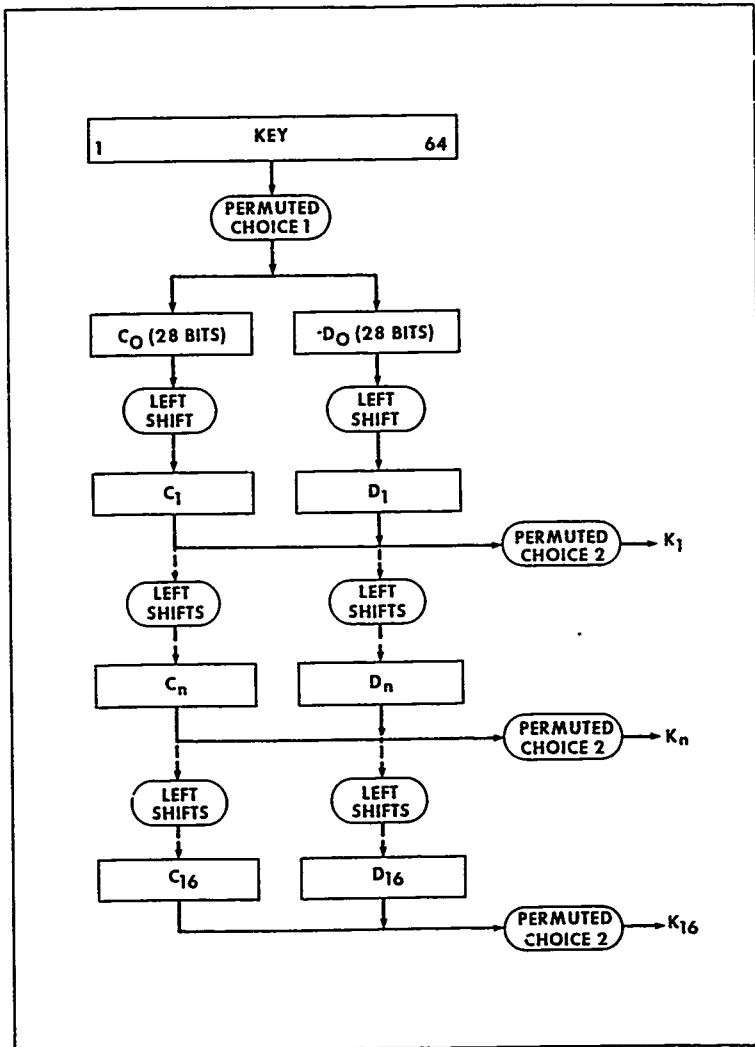 KEY
1 64
PERMUTED
CHOICE 1
C0 (28 BITS) -D0 (28 BITS)
LEFT
SHIFT
LEFT
SHIFT
C1 D1
PERMUTED
CHOICE 2
K1
LEFT
SHIFTS
LEFT
SHIFTS
Cn Dn
PERMUTED
CHOICE 2
Kn
LEFT
SHIFTS
LEFT
SHIFTS
C16 D16
PERMUTED
CHOICE 2
K16